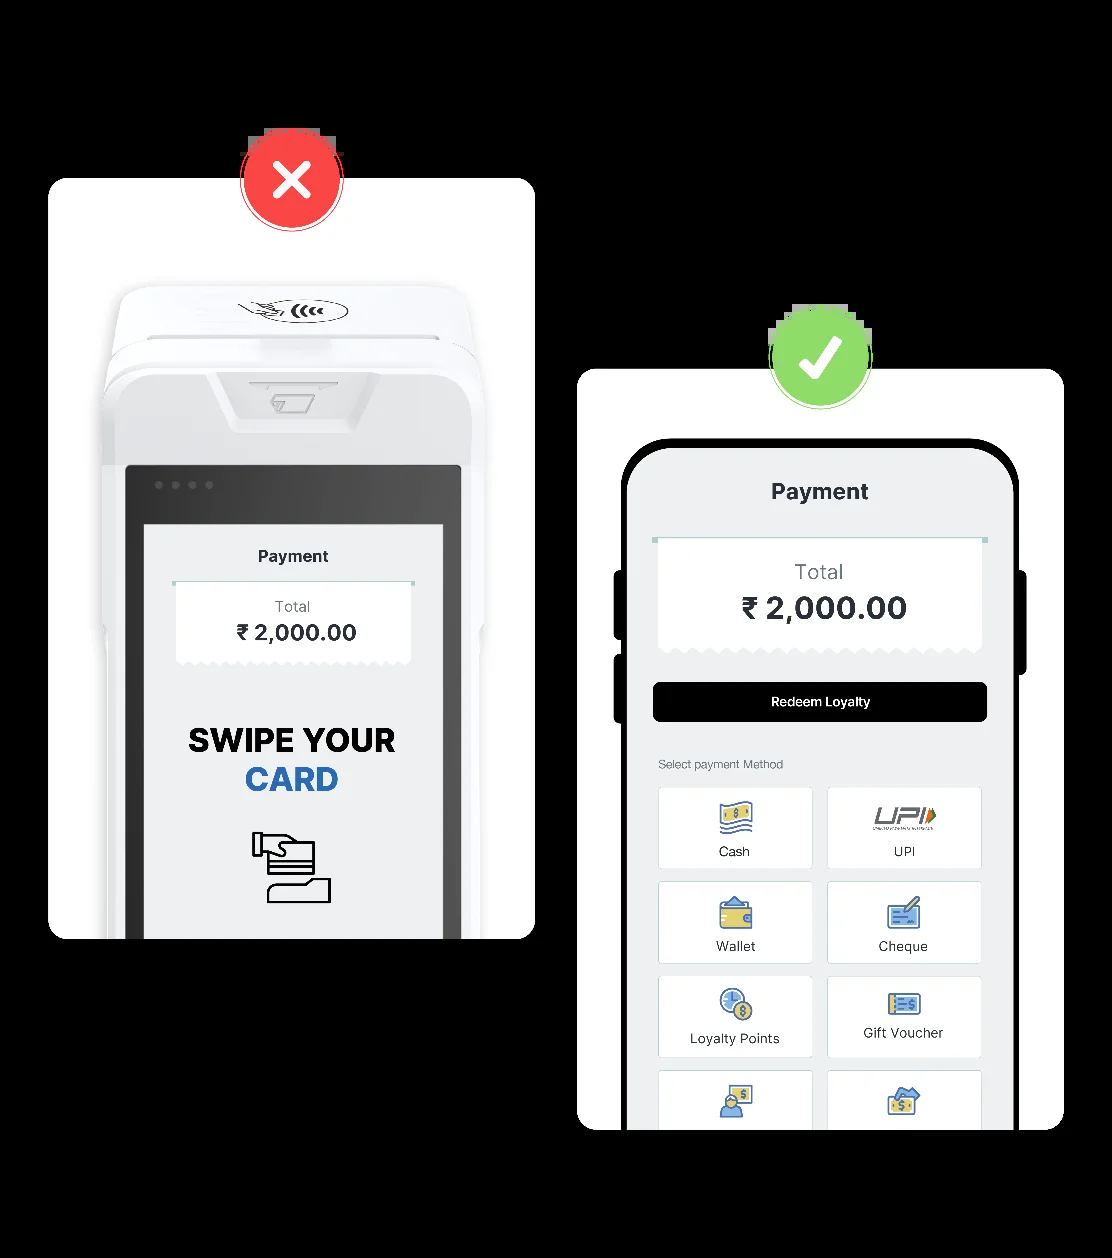 Payment
Total
₹ 2,000.00
SWIPE YOUR
CARD
Payment
Total
₹ 2,000.00
Redeem Loyalty
Select payment Method
Cash
UPI
UPI
Wallet
Cheque
Loyalty Points
Gift Voucher